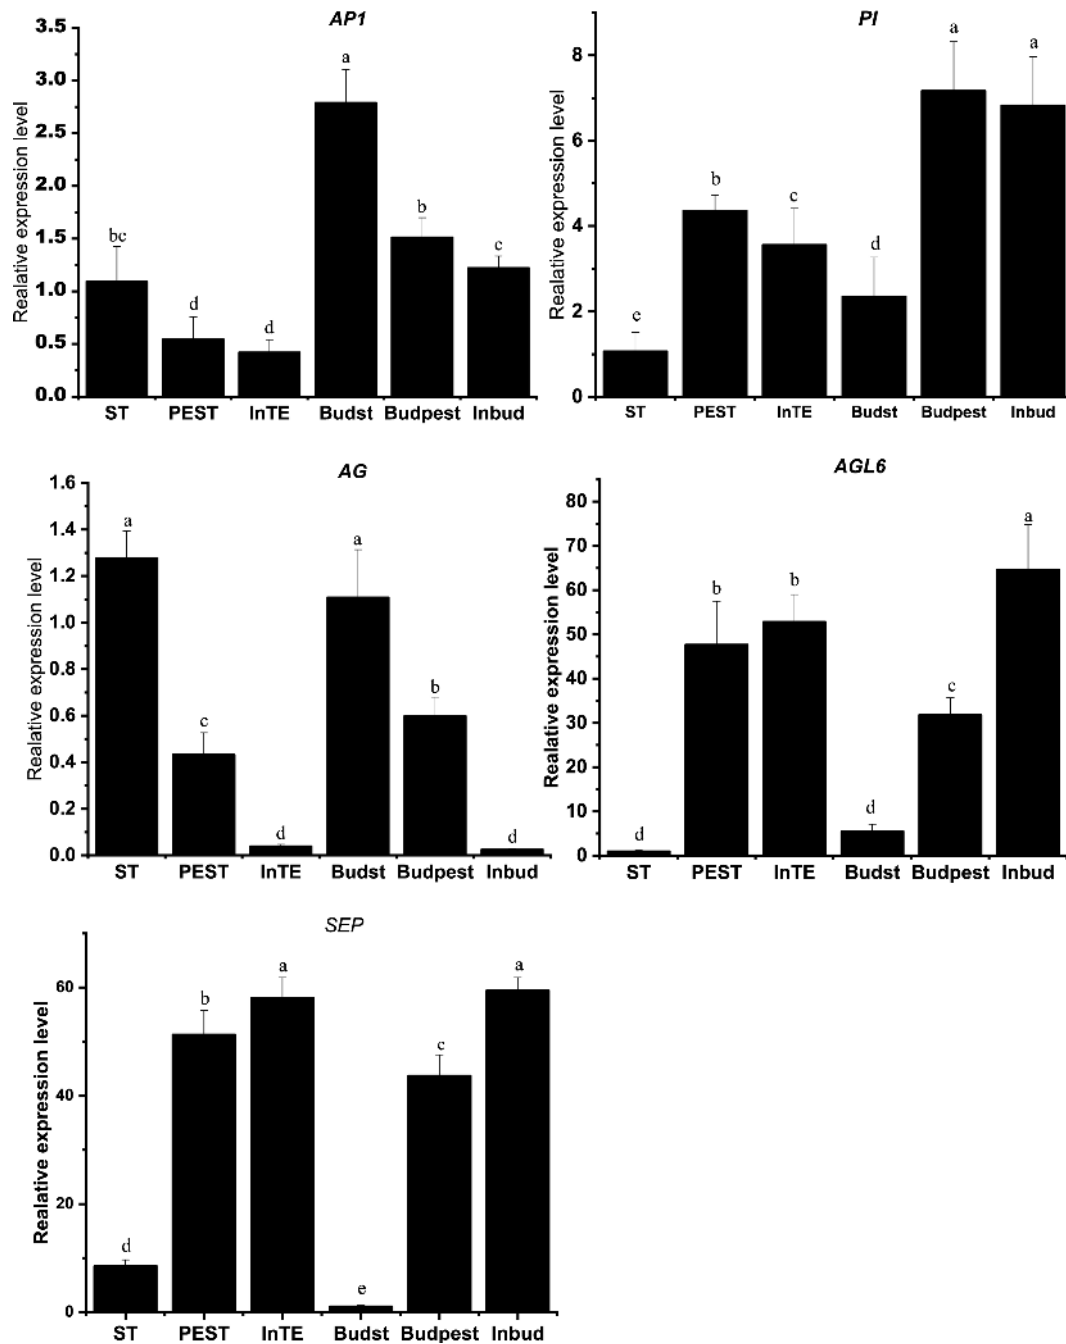 AP1
Realative expression level
3.5
3.0
2.5
2.0
1.5
1.0
0.5
0.0
bc
d
d
a
b
c
ST PEST InTE Budst Budpest Inbud
PI
Realative expression level
8
6
4
2
0
e
b
c
d
a
a
ST PEST InTE Budst Budpest Inbud
AG
Realative expression level
1.6
1.4
1.2
1.0
0.8
0.6
0.4
0.2
0.0
a
c
d
a
b
d
ST PEST InTE Budst Budpest Inbud
AGL6
Realative expression level
80
70
60
50
40
30
20
10
0
d
b
b
d
c
a
ST PEST InTE Budst Budpest Inbud
SEP
Realative expression level
60
40
20
0
d
b
a
e
c
a
ST PEST InTE Budst Budpest Inbud